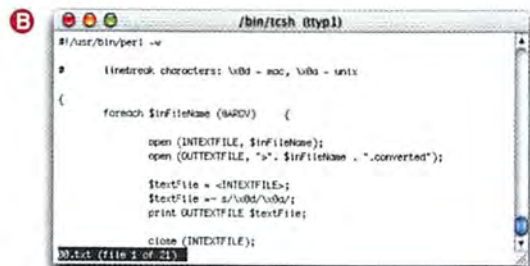 B
/bin/tcsh (ttyp1)
#!/usr/bin/perl -w
# linebreak characters: \x0d - mac, \x0a - unix
{
foreach $inFileName (@ARGV) {
open (INTEXTFILE, $inFileName);
open (OUTTEXTFILE, ">". $inFileName . ".converted");
$textFile = <INTEXTFILE>;
$textFile =~ s/\x0d/\x0a/;
print OUTTEXTFILE $textFile;
close (INTEXTFILE);
00.txt (file 1 of 21)